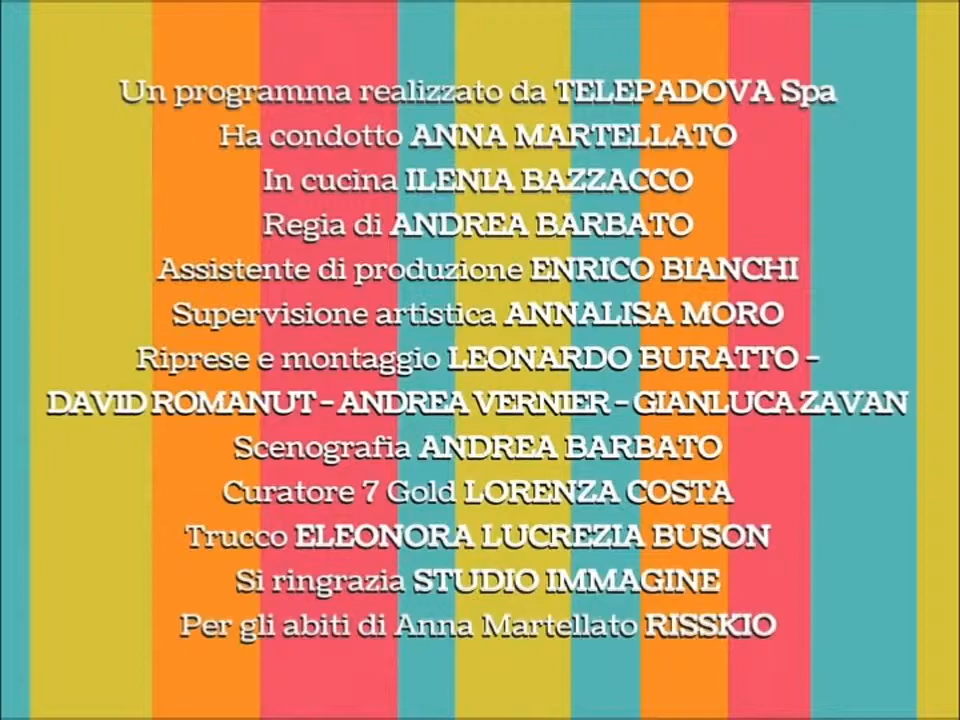 Un programma realizzato da TELEPADOVA Spa
Ha condotto ANNA MARTELLATO
In cucina ILENIA BAZZACCO
Regia di ANDREA BARBATO
Assistente di produzione ENRICO BIANCHI
Supervisione artistica ANNALISA MORO
Riprese e montaggio LEONARDO BURATTO –
DAVID ROMANUT – ANDREA VERNIER – GIANLUCA ZAVAN
Scenografia ANDREA BARBATO
Curatore 7 Gold LORENZA COSTA
Trucco ELEONORA LUCREZIA BUSON
Si ringrazia STUDIO IMMAGINE
Per gli abiti di Anna Martellato RISSKIO